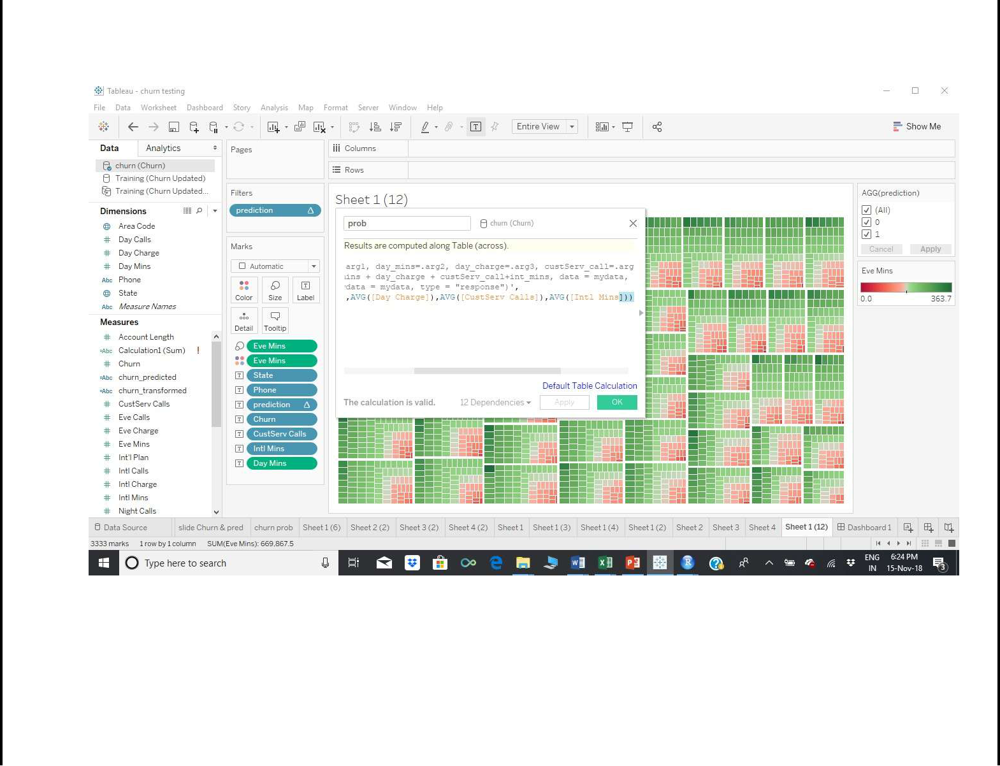 Tableau - churn testing
File Data Worksheet Dashboard Story Analysis Map Format Server Window Help
Entire View
Show Me
Data Analytics
churn (Churn)
Training (Churn Updated)
Training (Churn Updated...
Dimensions
Area Code
Day Calls
Day Charge
Day Mins
Abc Phone
State
Abc Measure Names
Measures
Account Length
=Abc Calculation1 (Sum) !
Churn
=Abc churn_predicted
=Abc churn_transformed
CustServ Calls
Eve Calls
Eve Charge
Eve Mins
Int'l Plan
Intl Calls
Intl Charge
Intl Mins
Night Calls
Pages
Filters
prediction Δ
Marks
Automatic
Color Size Label
Detail Tooltip
Eve Mins
Eve Mins
State
Phone
prediction Δ
Churn
CustServ Calls
Intl Mins
Day Mins
Columns
Rows
Sheet 1 (12)
prob
churn (Churn)
Results are computed along Table (across).
arg1, day_mins=.arg2, day_charge=.arg3, custServ_call=.arg
ins + day_charge + custServ_call+int_mins, data = mydata,
data = mydata, type = "response")',
,AVG([Day Charge]),AVG([CustServ Calls]),AVG([Intl Mins]))
Default Table Calculation
The calculation is valid.
12 Dependencies
Apply
OK
AGG(prediction)
(All)
0
1
Cancel Apply
Eve Mins
0.0 363.7
Data Source slide Churn & pred churn prob Sheet 1 (6) Sheet 2 (2) Sheet 3 (2) Sheet 4 (2) Sheet 1 Sheet 1 (3) Sheet 1 (4) Sheet 1 (2) Sheet 2 Sheet 3 Sheet 4 Sheet 1 (12) Dashboard 1
3333 marks 1 row by 1 column SUM(Eve Mins): 669,867.5
Type here to search
ENG
IN
6:24 PM
15-Nov-18
3